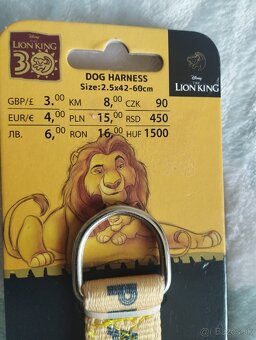 Disney
THE
LION KING
30
DOG HARNESS
Size:2.5x42-60cm
Disney
THE
LION KING
GBP/£ 3.00 KM 8,00 CZK 90
EUR/€ 4,00 PLN 15,00 RSD 450
ЛВ. 6,00 RON 16,00 HUF 1500